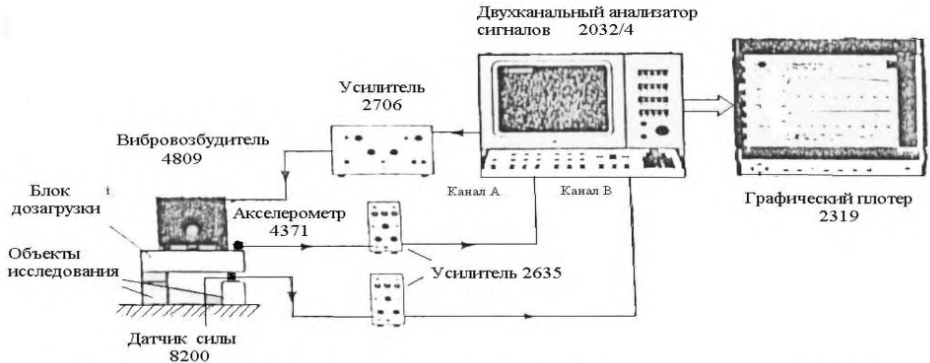 Двухканальный анализатор
сигналов 2032/4
Усилитель
2706
Вибровозбудитель
4809
Блок
дозагрузки
Акселерометр
4371
Канал А
Канал В
Графический плотер
2319
Объекты
исследования
Усилитель 2635
Датчик силы
8200